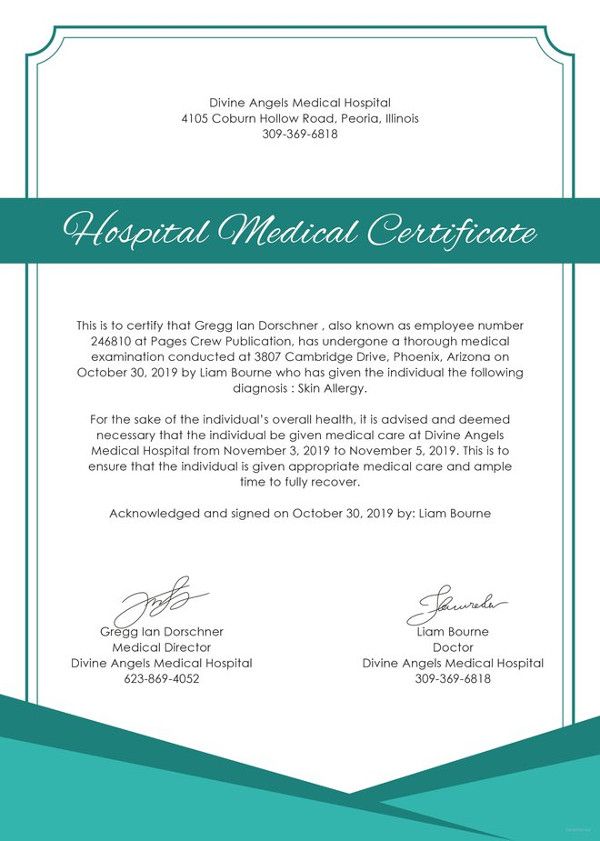 Divine Angels Medical Hospital
4105 Coburn Hollow Road, Peoria, Illinois
309-369-6818
Hospital Medical Certificate
This is to certify that Gregg Ian Dorschner , also known as employee number
246810 at Pages Crew Publication, has undergone a thorough medical
examination conducted at 3807 Cambridge Drive, Phoenix, Arizona on
October 30, 2019 by Liam Bourne who has given the individual the following
diagnosis : Skin Allergy.
For the sake of the individual's overall health, it is advised and deemed
necessary that the individual be given medical care at Divine Angels
Medical Hospital from November 3, 2019 to November 5, 2019. This is to
ensure that the individual is given appropriate medical care and ample
time to fully recover.
Acknowledged and signed on October 30, 2019 by: Liam Bourne
Gregg Ian Dorschner
Medical Director
Divine Angels Medical Hospital
623-869-4052
Liam Bourne
Doctor
Divine Angels Medical Hospital
309-369-6818